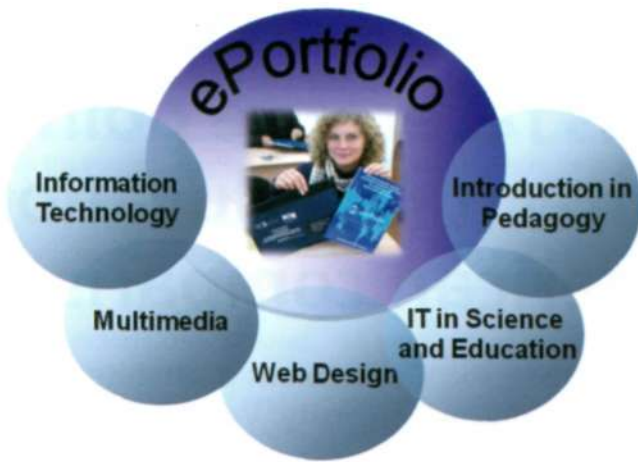 ePortfolio
Information
Technology
Introduction in
Pedagogy
Multimedia
IT in Science
and Education
Web Design